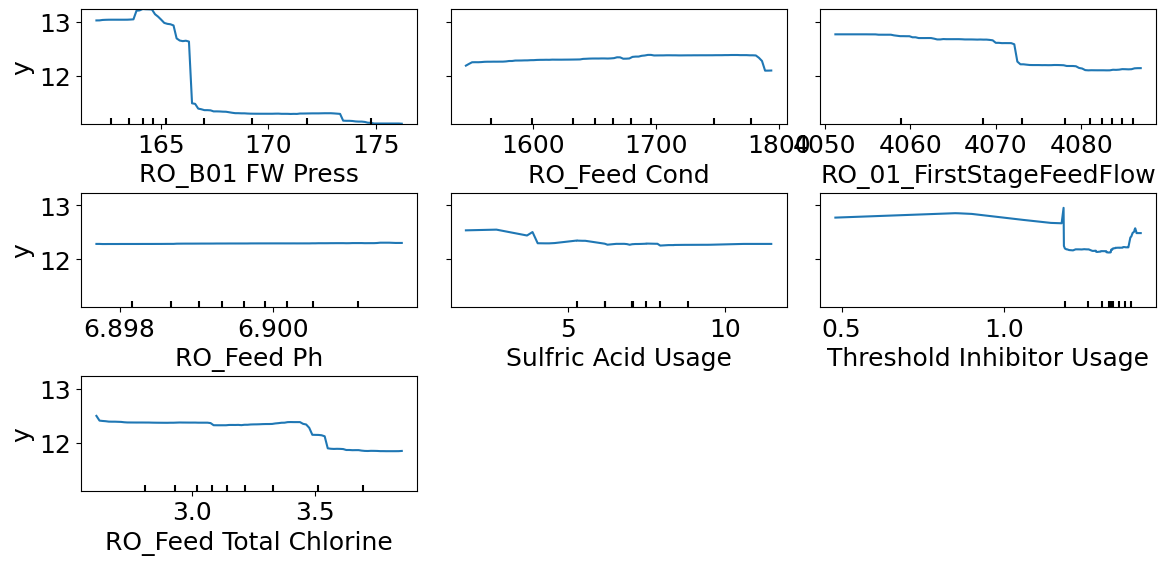 y
13
12
165 170 175
RO_B01 FW Press
1600 1700 1800
RO_Feed Cond
4050 4060 4070 4080
RO_01_FirstStageFeedFlow
y
13
12
6.898 6.900
RO_Feed Ph
5 10
Sulfric Acid Usage
0.5 1.0
Threshold Inhibitor Usage
y
13
12
3.0 3.5
RO_Feed Total Chlorine